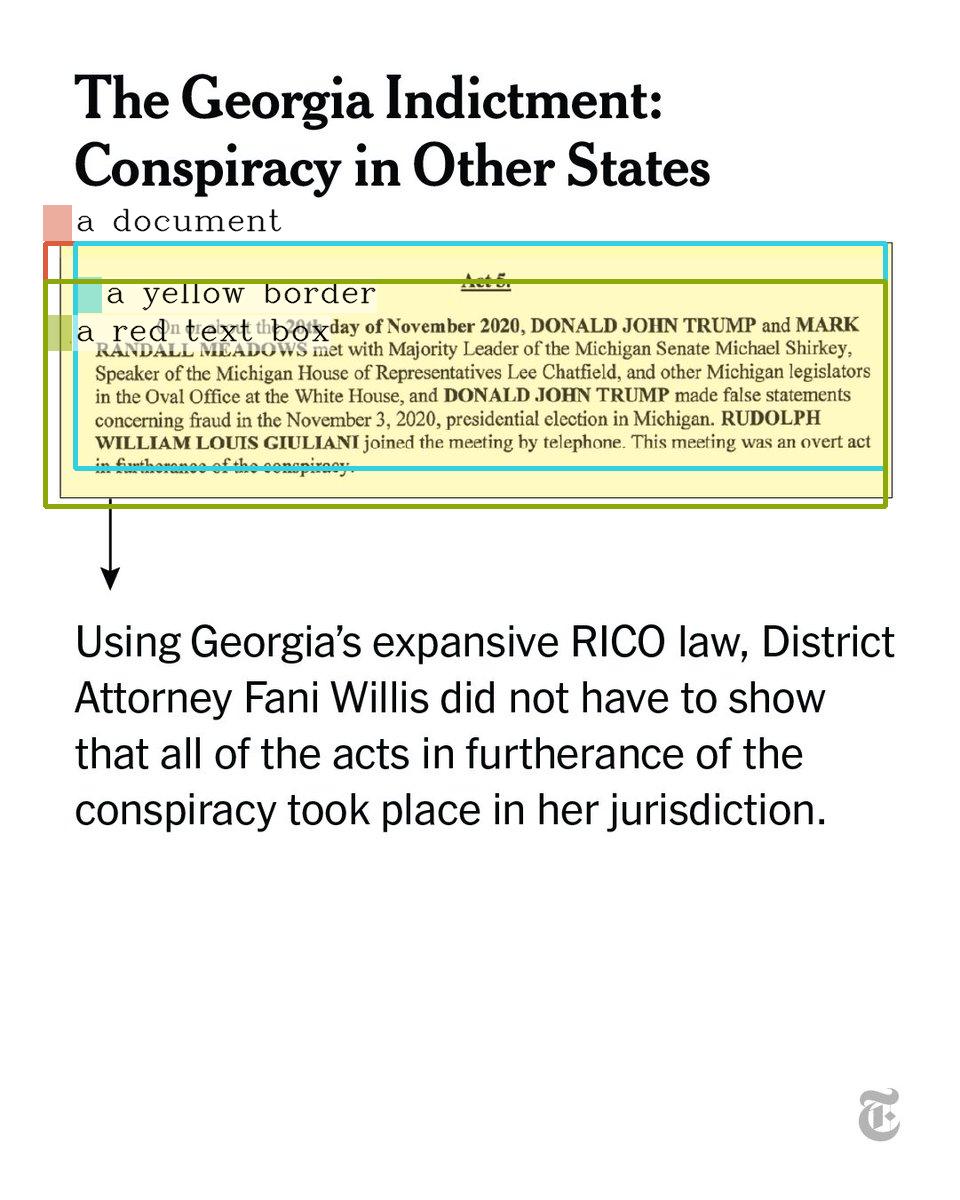 The Georgia Indictment:
Conspiracy in Other States
a document
Act 5.
a yellow border
On or about the 20th day of November 2020, DONALD JOHN TRUMP and MARK
a red text box
RANDALL MEADOWS met with Majority Leader of the Michigan Senate Michael Shirkey,
Speaker of the Michigan House of Representatives Lee Chatfield, and other Michigan legislators
in the Oval Office at the White House, and DONALD JOHN TRUMP made false statements
concerning fraud in the November 3, 2020, presidential election in Michigan. RUDOLPH
WILLIAM LOUIS GIULIANI joined the meeting by telephone. This meeting was an overt act
in furtherance of the conspiracy.
Using Georgia’s expansive RICO law, District
Attorney Fani Willis did not have to show
that all of the acts in furtherance of the
conspiracy took place in her jurisdiction.
T